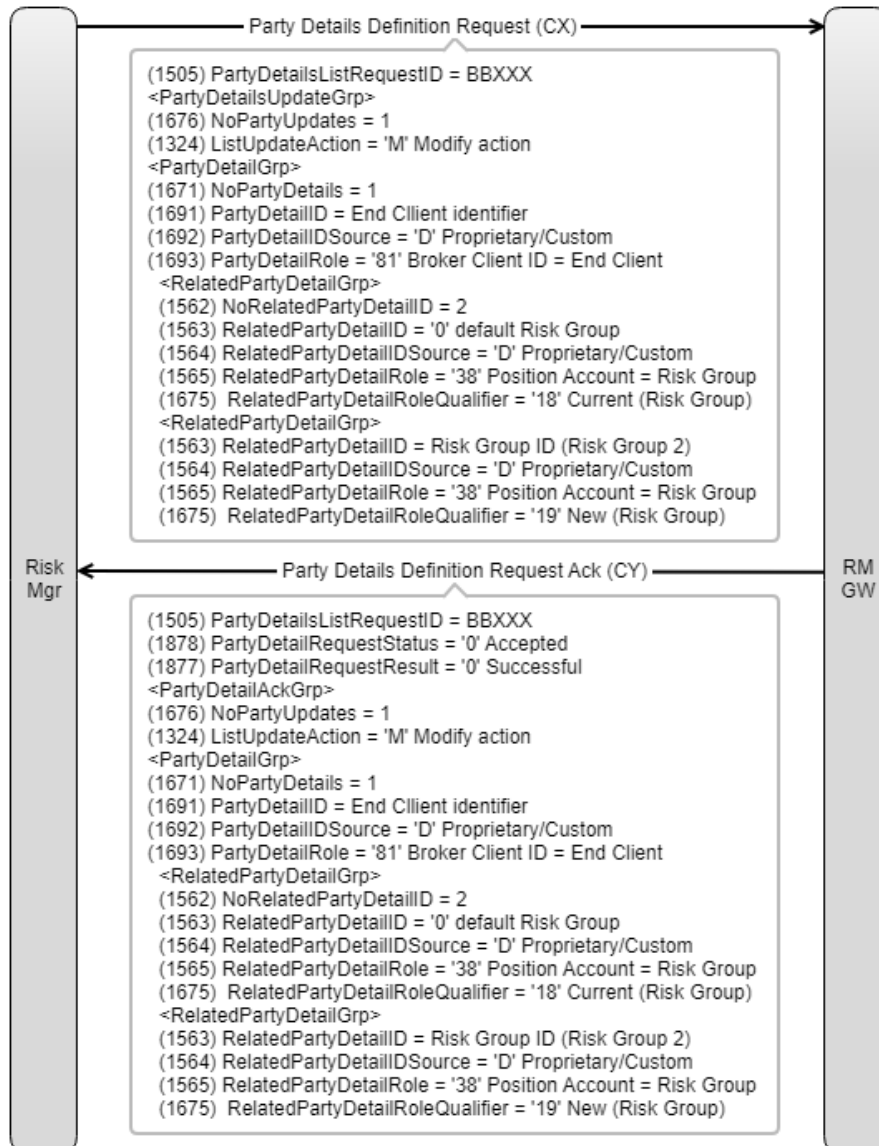 Party Details Definition Request (CX)
(1505) PartyDetailsListRequestID = BBXXX
<PartyDetailsUpdateGrp>
(1676) NoPartyUpdates = 1
(1324) ListUpdateAction = 'M' Modify action
<PartyDetailGrp>
(1671) NoPartyDetails = 1
(1691) PartyDetailID = End Cllient identifier
(1692) PartyDetailIDSource = 'D' Proprietary/Custom
(1693) PartyDetailRole = '81' Broker Client ID = End Client
<RelatedPartyDetailGrp>
(1562) NoRelatedPartyDetailID = 2
(1563) RelatedPartyDetailID = '0' default Risk Group
(1564) RelatedPartyDetailIDSource = 'D' Proprietary/Custom
(1565) RelatedPartyDetailRole = '38' Position Account = Risk Group
(1675) RelatedPartyDetailRoleQualifier = '18' Current (Risk Group)
<RelatedPartyDetailGrp>
(1563) RelatedPartyDetailID = Risk Group ID (Risk Group 2)
(1564) RelatedPartyDetailIDSource = 'D' Proprietary/Custom
(1565) RelatedPartyDetailRole = '38' Position Account = Risk Group
(1675) RelatedPartyDetailRoleQualifier = '19' New (Risk Group)
Risk
Mgr
Party Details Definition Request Ack (CY)
RM
GW
(1505) PartyDetailsListRequestID = BBXXX
(1878) PartyDetailRequestStatus = '0' Accepted
(1877) PartyDetailRequestResult = '0' Successful
<PartyDetailAckGrp>
(1676) NoPartyUpdates = 1
(1324) ListUpdateAction = 'M' Modify action
<PartyDetailGrp>
(1671) NoPartyDetails = 1
(1691) PartyDetailID = End Cllient identifier
(1692) PartyDetailIDSource = 'D' Proprietary/Custom
(1693) PartyDetailRole = '81' Broker Client ID = End Client
<RelatedPartyDetailGrp>
(1562) NoRelatedPartyDetailID = 2
(1563) RelatedPartyDetailID = '0' default Risk Group
(1564) RelatedPartyDetailIDSource = 'D' Proprietary/Custom
(1565) RelatedPartyDetailRole = '38' Position Account = Risk Group
(1675) RelatedPartyDetailRoleQualifier = '18' Current (Risk Group)
<RelatedPartyDetailGrp>
(1563) RelatedPartyDetailID = Risk Group ID (Risk Group 2)
(1564) RelatedPartyDetailIDSource = 'D' Proprietary/Custom
(1565) RelatedPartyDetailRole = '38' Position Account = Risk Group
(1675) RelatedPartyDetailRoleQualifier = '19' New (Risk Group)